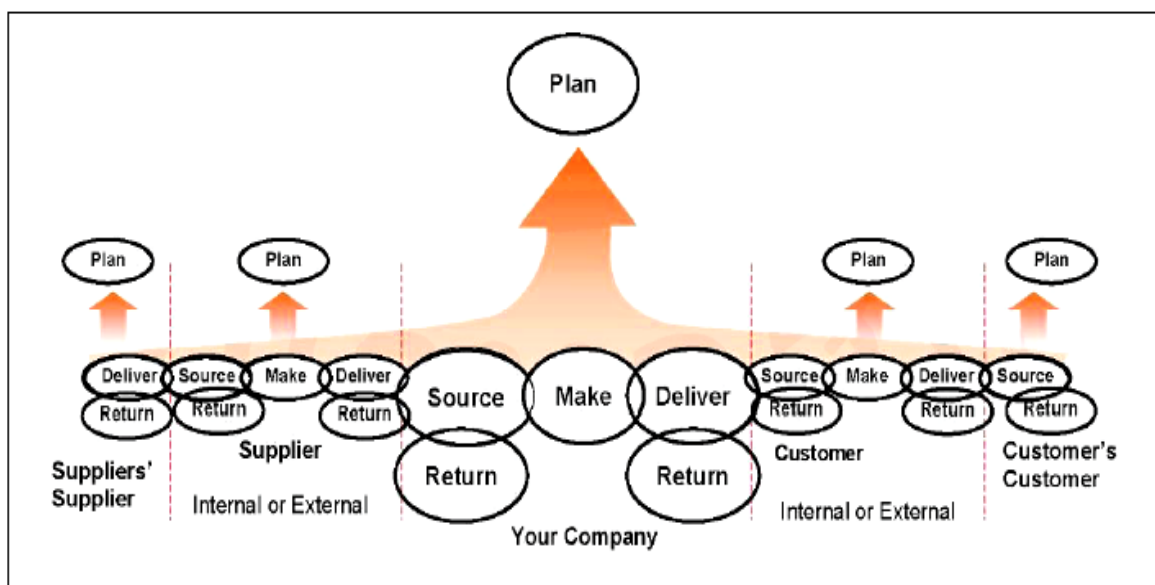 Plan
Plan
Plan
Plan
Plan
Deliver
Source
Make
Deliver
Source
Make
Deliver
Source
Make
Deliver
Source
Return
Return
Return
Return
Return
Return
Return
Return
Suppliers'
Supplier
Supplier
Internal or External
Your Company
Customer
Internal or External
Customer's
Customer